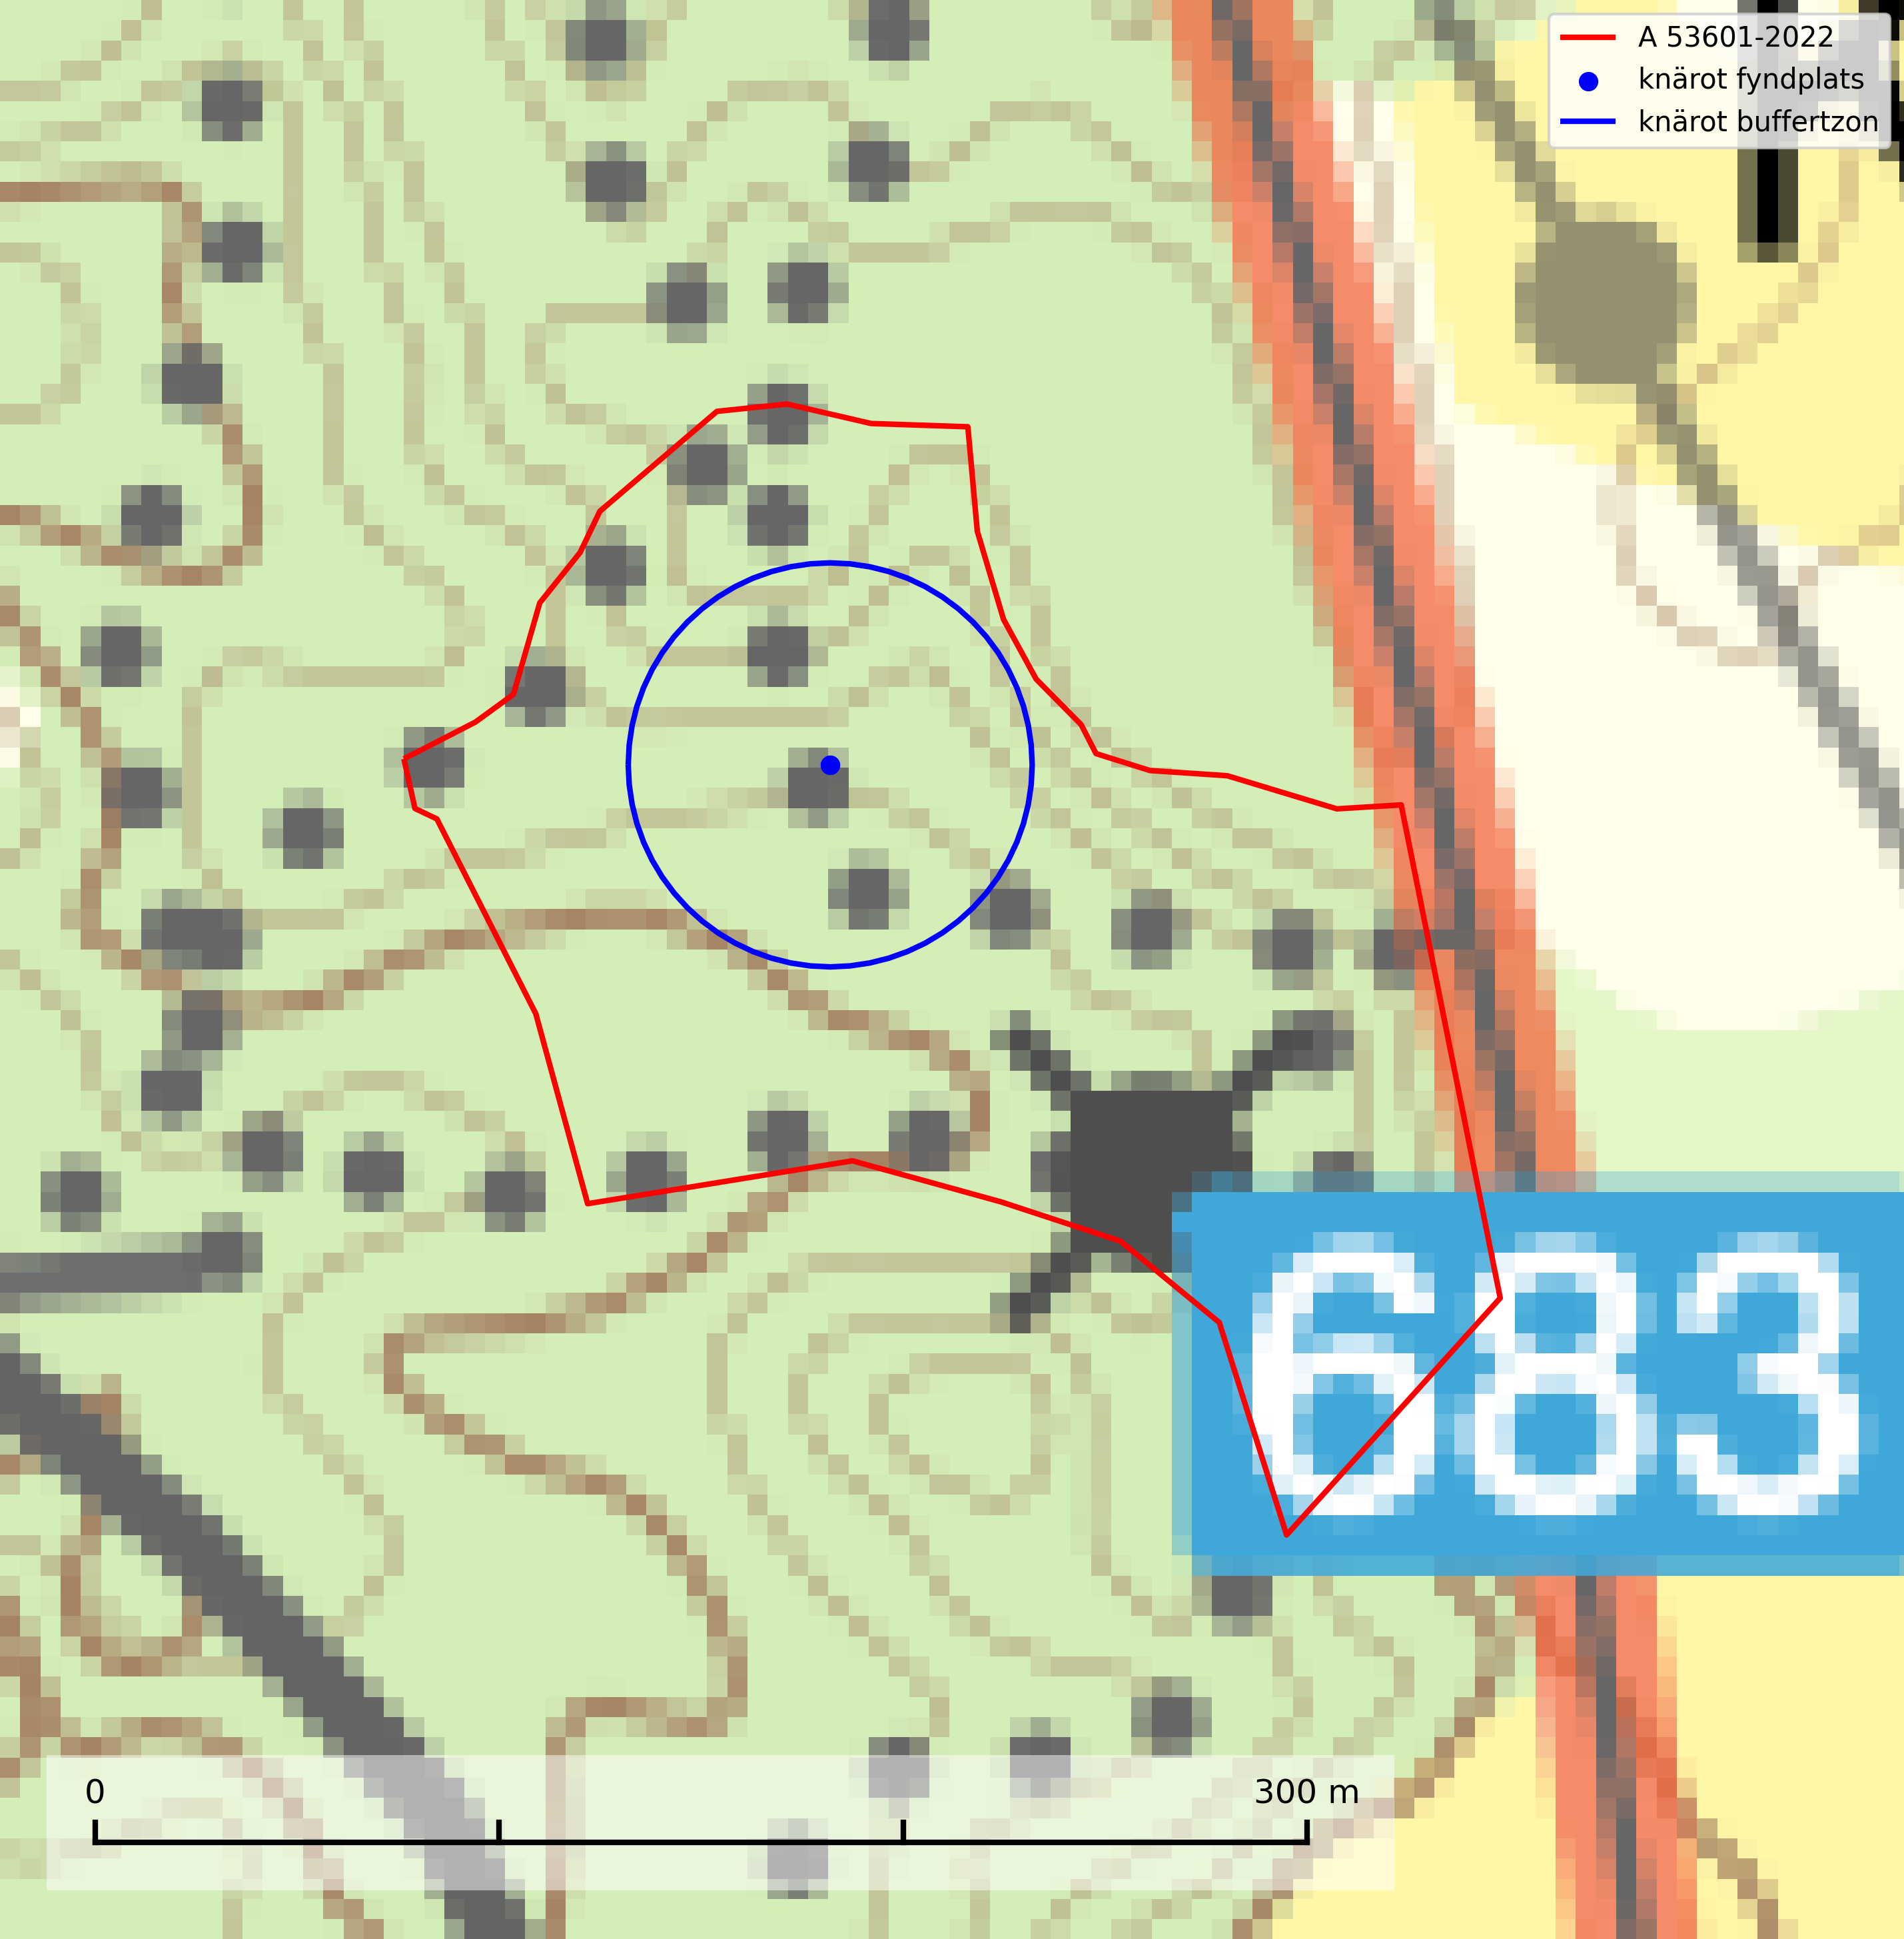 A 53601-2022
knärot fyndplats
knärot buffertzon
683
0 300 m